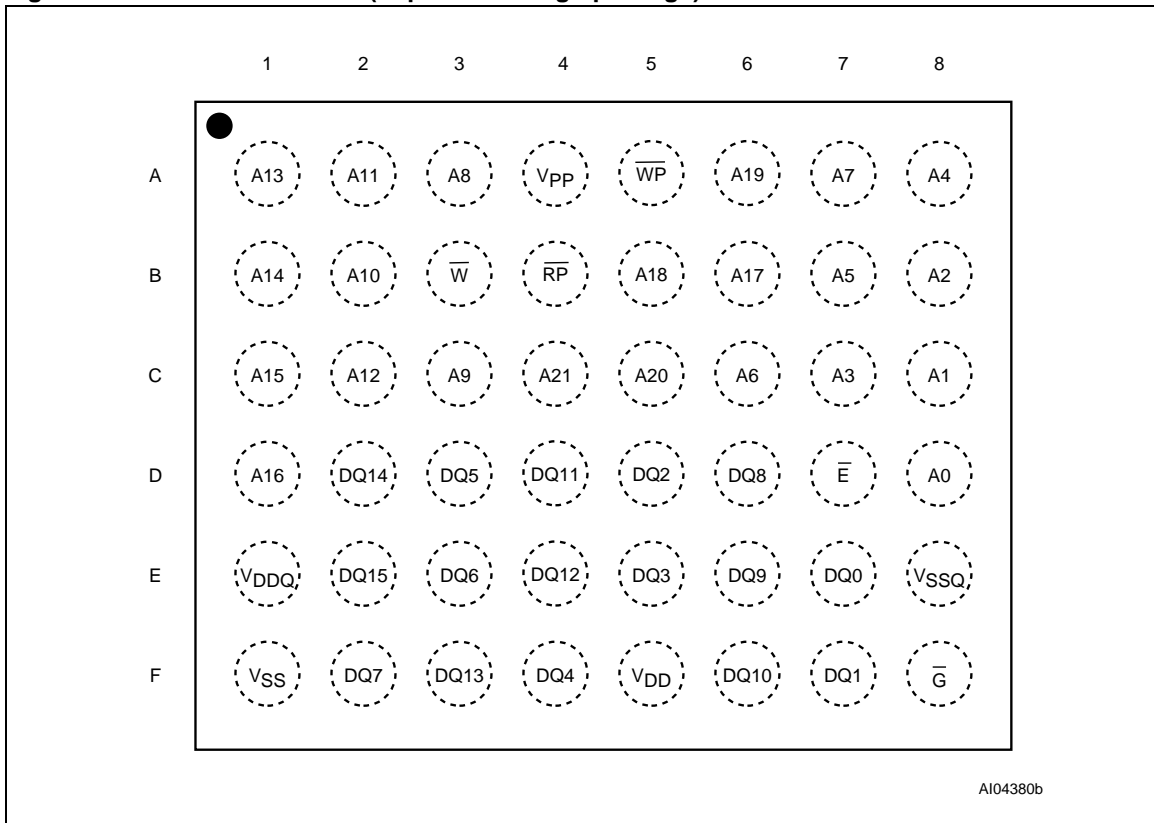 1 2 3 4 5 6 7 8
A A13 A11 A8 VPP W̅P̅ A19 A7 A4
B A14 A10 W̅ R̅P̅ A18 A17 A5 A2
C A15 A12 A9 A21 A20 A6 A3 A1
D A16 DQ14 DQ5 DQ11 DQ2 DQ8 E̅ A0
E VDDQ DQ15 DQ6 DQ12 DQ3 DQ9 DQ0 VSSQ
F VSS DQ7 DQ13 DQ4 VDD DQ10 DQ1 G̅
AI04380b